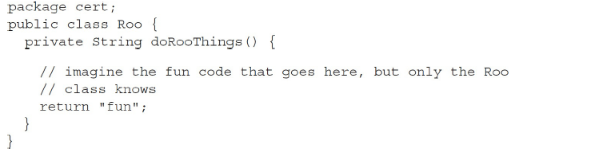 package cert;
public class Roo {
private String doRooThings() {
// imagine the fun code that goes here, but only the Roo
// class knows
return "fun";
}
}